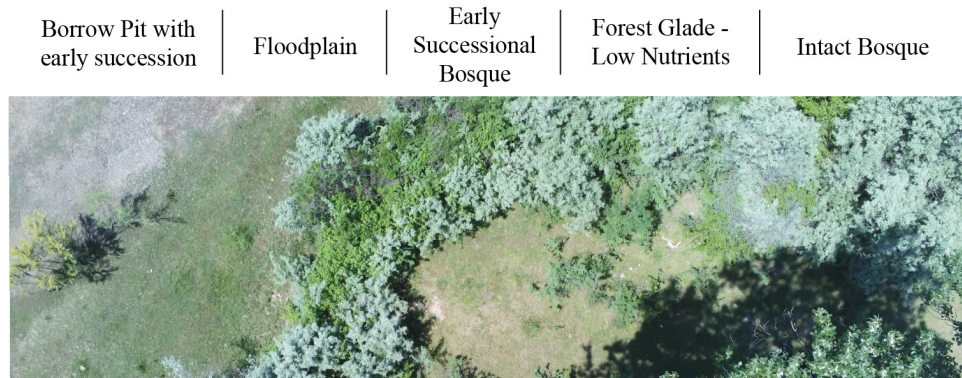 Borrow Pit with
early succession
Floodplain
Early
Successional
Bosque
Forest Glade -
Low Nutrients
Intact Bosque